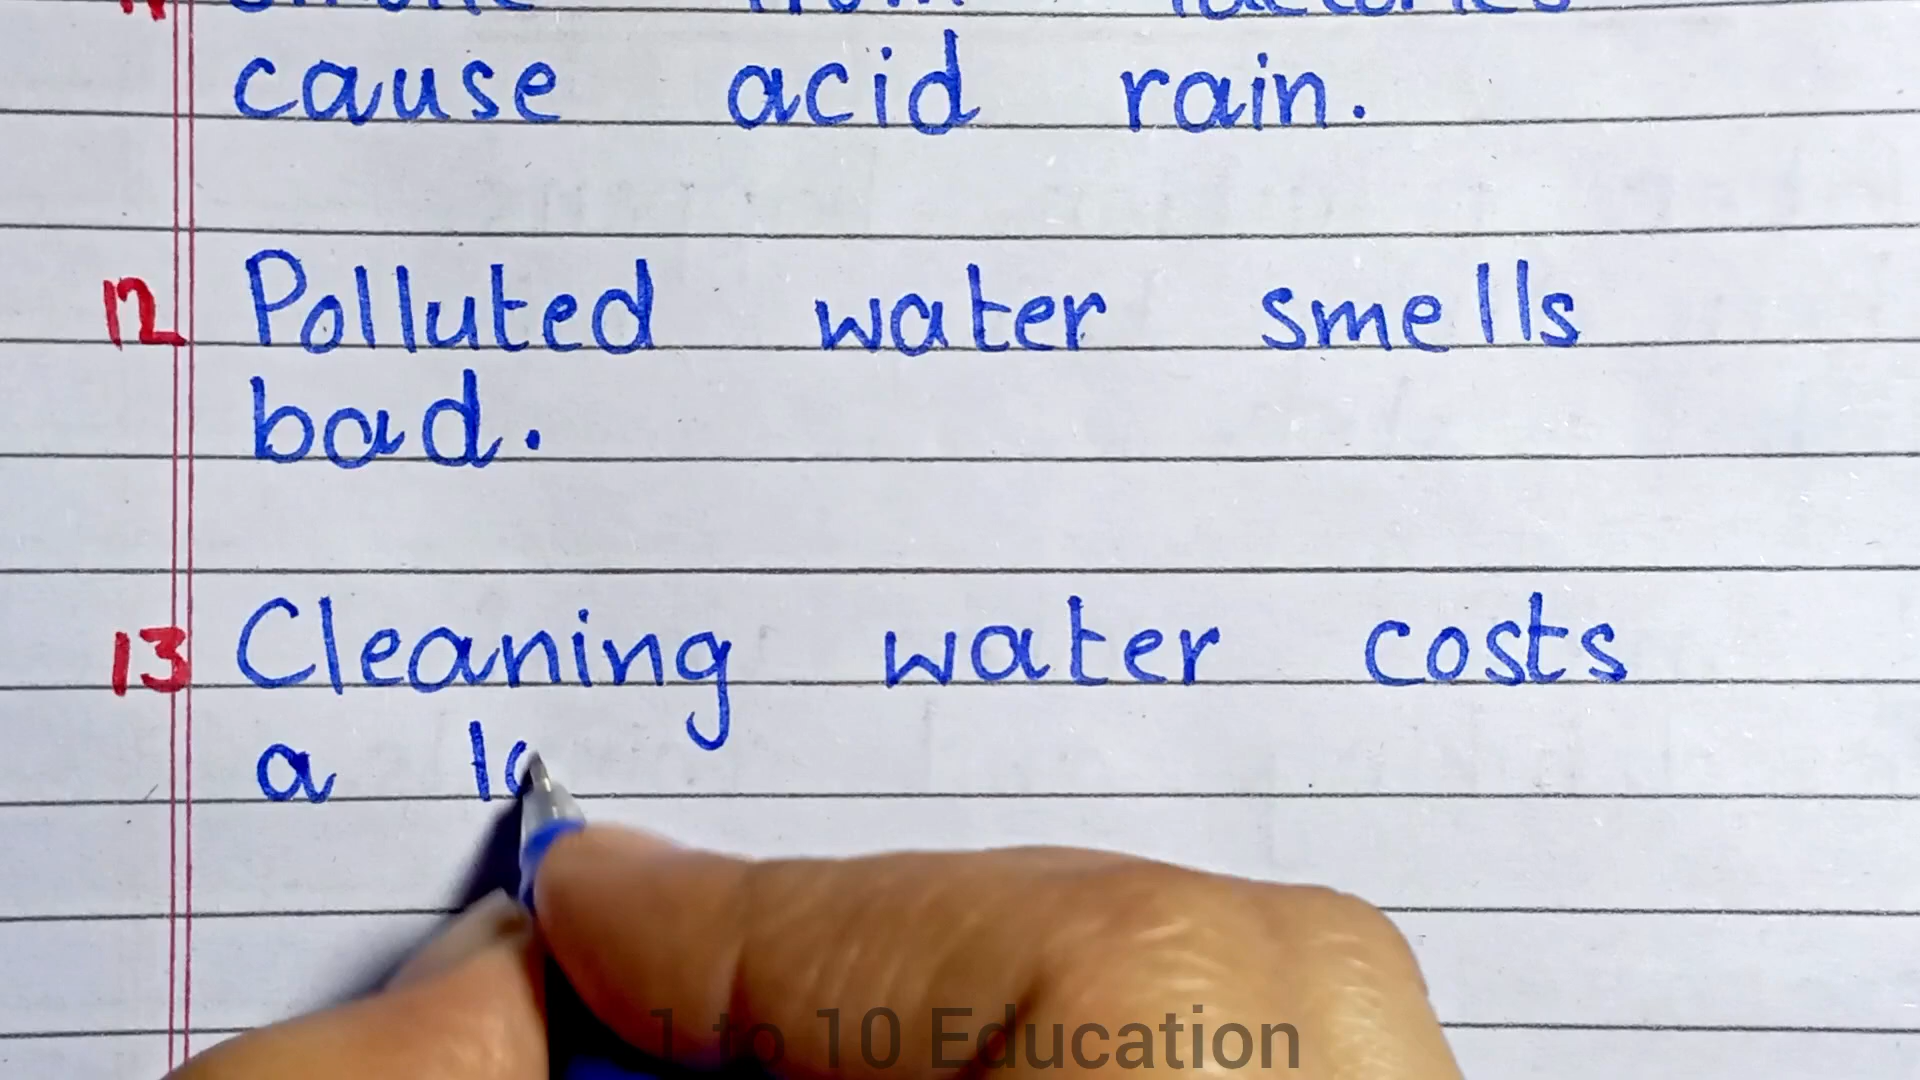 cause acid rain.
12 Polluted water smells
bad.
13 Cleaning water costs
a
1 to 10 Education